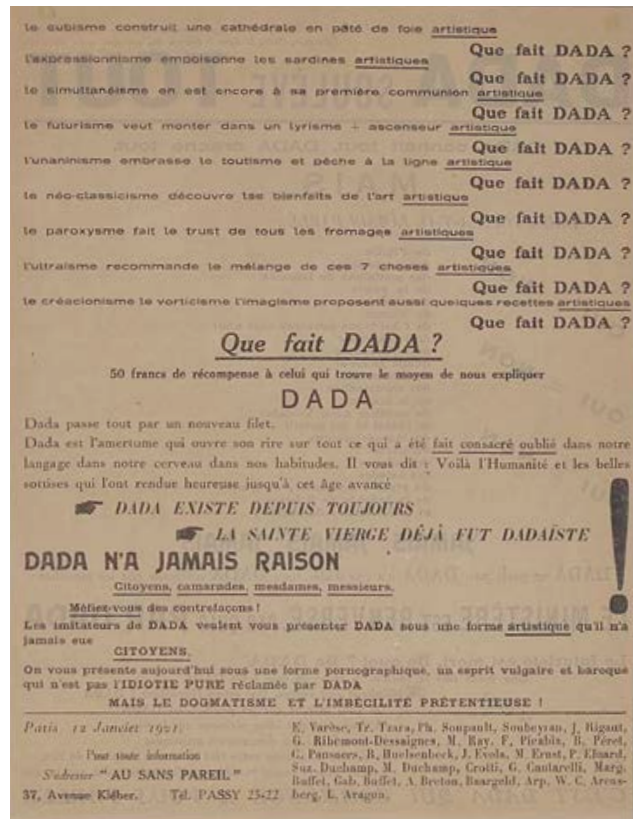 le cubisme construit une cathédrale en pâté de foie artistique
Que fait DADA ?
l'expressionnisme empoisonne les sardines artistiques
Que fait DADA ?
le simultanéisme en est encore à sa première communion artistique
Que fait DADA ?
le futurisme veut monter dans un lyrisme + ascenseur artistique
Que fait DADA ?
l'unanimisme embrasse le toutisme et pêche à la ligne artistique
Que fait DADA ?
le néo-classicisme découvre les bienfaits de l'art artistique
Que fait DADA ?
le paroxysme fait le trust de tous les fromages artistiques
Que fait DADA ?
l'ultraïsme recommande le mélange de ces 7 choses artistiques
Que fait DADA ?
le créacionisme le vorticisme l'imagisme proposent aussi quelques recettes artistiques
Que fait DADA ?
Que fait DADA ?
50 francs de récompense à celui qui trouve le moyen de nous expliquer
DADA
Dada passe tout par un nouveau filet.
Dada est l'amertume qui ouvre son rire sur tout ce qui a été fait consacré oublié dans notre
langage dans notre cerveau dans nos habitudes. Il vous dit : Voilà l'Humanité et les belles
sottises qui l'ont rendue heureuse jusqu'à cet âge avancé
DADA EXISTE DEPUIS TOUJOURS
LA SAINTE VIERGE DÉJÀ FUT DADAÏSTE
!
DADA N'A JAMAIS RAISON
Citoyens, camarades, mesdames, messieurs,
Méfiez-vous des contrefaçons !
Les imitateurs de DADA veulent vous présenter DADA sous une forme artistique qu'il n'a
jamais eue
CITOYENS,
On vous présente aujourd'hui sous une forme pornographique, un esprit vulgaire et baroque
qui n'est pas l'IDIOTIE PURE réclamée par DADA
MAIS LE DOGMATISME ET L'IMBÉCILITÉ PRÉTENTIEUSE !
Paris 12 Janvier 1921.
Pour toute information
S'adresser "AU SANS PAREIL"
37, Avenue Kléber. Tél. PASSY 25-22
E. Varèse, Tr. Tzara, Ph. Soupault, Soubeyran, J. Rigaut,
G. Ribemont-Dessaignes, M. Ray, F. Picabia, B. Péret,
C. Pansaers, R. Huelsenbeck, J. Evola, M. Ernst, P. Eluard,
Suz. Duchamp, M. Duchamp, Crotti, G. Cantarelli, Marg.
Buffet, Gab. Buffet, A. Breton, Baargeld, Arp, W. C. Arens-
berg, L. Aragon.